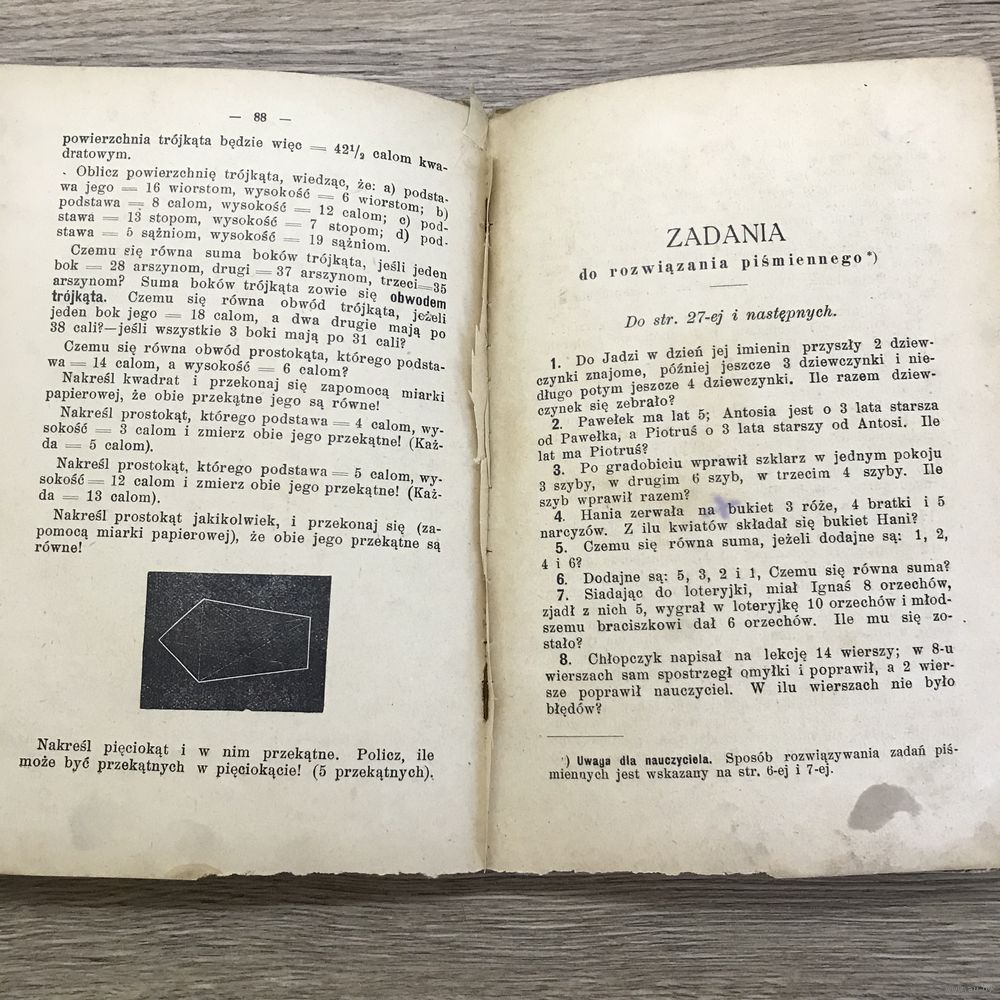 — 88 —
powierzchnia trójkąta będzie więc = 42¹/₂ calom kwa-
dratowym.
Oblicz powierzchnię trójkąta, wiedząc, że: a) podsta-
wa jego = 16 wiorstom, wysokość = 6 wiorstom; b)
podstawa = 8 calom, wysokość = 12 calom; c) pod-
stawa = 13 stopom, wysokość = 7 stopom; d) pod-
stawa = 5 sążniom, wysokość = 19 sążniom.
Czemu się równa suma boków trójkąta, jeśli jeden
bok = 28 arszynom, drugi = 37 arszynom, trzeci=35
arszynom? Suma boków trójkąta zowie się obwodem
trójkąta. Czemu się równa obwód trójkąta, jeżeli
jeden bok jego = 18 calom, a dwa drugie mają po
38 cali?—jeśli wszystkie 3 boki mają po 31 cali?
Czemu się równa obwód prostokąta, którego podsta-
wa = 14 calom, a wysokość = 6 calom?
Nakreśl kwadrat i przekonaj się zapomocą miarki
papierowej, że obie przekątne jego są równe!
Nakreśl prostokąt, którego podstawa = 4 calom, wy-
sokość = 3 calom i zmierz obie jego przekątne! (Każ-
da = 5 calom).
Nakreśl prostokąt, którego podstawa = 5 calom, wy-
sokość = 12 calom i zmierz obie jego przekątne! (Każ-
da = 13 calom).
Nakreśl prostokąt jakikolwiek, i przekonaj się (za-
pomocą miarki papierowej), że obie jego przekątne są
równe!
Nakreśl pięciokąt i w nim przekątne. Policz, ile
może być przekątnych w pięciokącie! (5 przekątnych).
ZADANIA
do rozwiązania piśmiennego*)
Do str. 27-ej i następnych.
1. Do Jadzi w dzień jej imienin przyszły 2 dziew-
czynki znajome, później jeszcze 3 dziewczynki i nie-
długo potym jeszcze 4 dziewczynki. Ile razem dziew-
czynek się zebrało?
2. Pawełek ma lat 5; Antosia jest o 3 lata starsza
od Pawełka, a Piotruś o 3 lata starszy od Antosi. Ile
lat ma Piotruś?
3. Po gradobiciu wprawił szklarz w jednym pokoju
3 szyby, w drugim 6 szyb, w trzecim 4 szyby. Ile
szyb wprawił razem?
4. Hania zerwała na bukiet 3 róże, 4 bratki i 5
narcyzów. Z ilu kwiatów składał się bukiet Hani?
5. Czemu się równa suma, jeżeli dodajne są: 1, 2,
4 i 6?
6. Dodajne są: 5, 3, 2 i 1, Czemu się równa suma?
7. Siadając do loteryjki, miał Ignaś 8 orzechów,
zjadł z nich 5, wygrał w loteryjkę 10 orzechów i młod-
szemu braciszkowi dał 6 orzechów. Ile mu się zo-
stało?
8. Chłopczyk napisał na lekcję 14 wierszy; w 8-u
wierszach sam spostrzegł omyłki i poprawił, a 2 wier-
sze poprawił nauczyciel. W ilu wierszach nie było
błędów?
*) Uwaga dla nauczyciela. Sposób rozwiązywania zadań piś-
miennych jest wskazany na str. 6-ej i 7-ej.